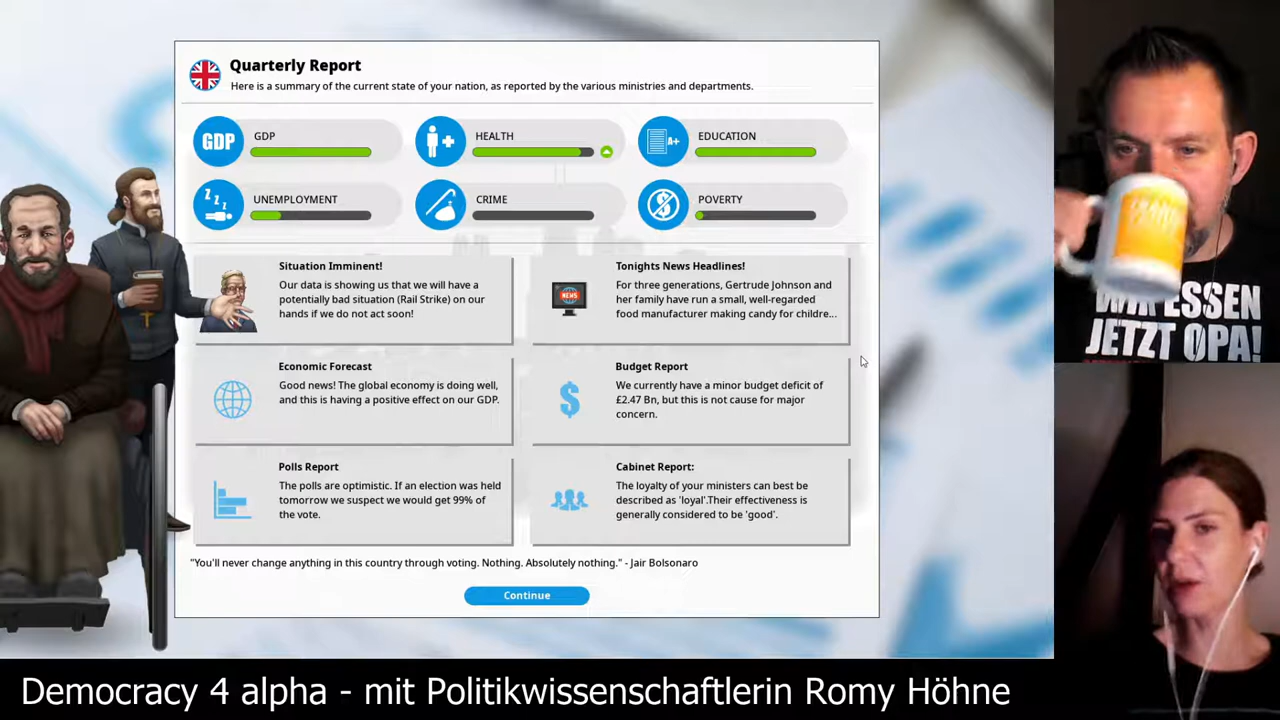 Quarterly Report
Here is a summary of the current state of your nation, as reported by the various ministries and departments.
GDP
GDP
HEALTH
A+
EDUCATION
Z Z Z
UNEMPLOYMENT
CRIME
$
POVERTY
Situation Imminent!
Our data is showing us that we will have a
potentially bad situation (Rail Strike) on our
hands if we do not act soon!
NEWS
Tonights News Headlines!
For three generations, Gertrude Johnson and
her family have run a small, well-regarded
food manufacturer making candy for childre...
Economic Forecast
Good news! The global economy is doing well,
and this is having a positive effect on our GDP.
$
Budget Report
We currently have a minor budget deficit of
£2.47 Bn, but this is not cause for major
concern.
Polls Report
The polls are optimistic. If an election was held
tomorrow we suspect we would get 99% of
the vote.
Cabinet Report:
The loyalty of your ministers can best be
described as 'loyal'.Their effectiveness is
generally considered to be 'good'.
"You'll never change anything in this country through voting. Nothing. Absolutely nothing." - Jair Bolsonaro
Continue
WIR ESSEN
JETZT OPA!
Democracy 4 alpha - mit Politikwissenschaftlerin Romy Höhne